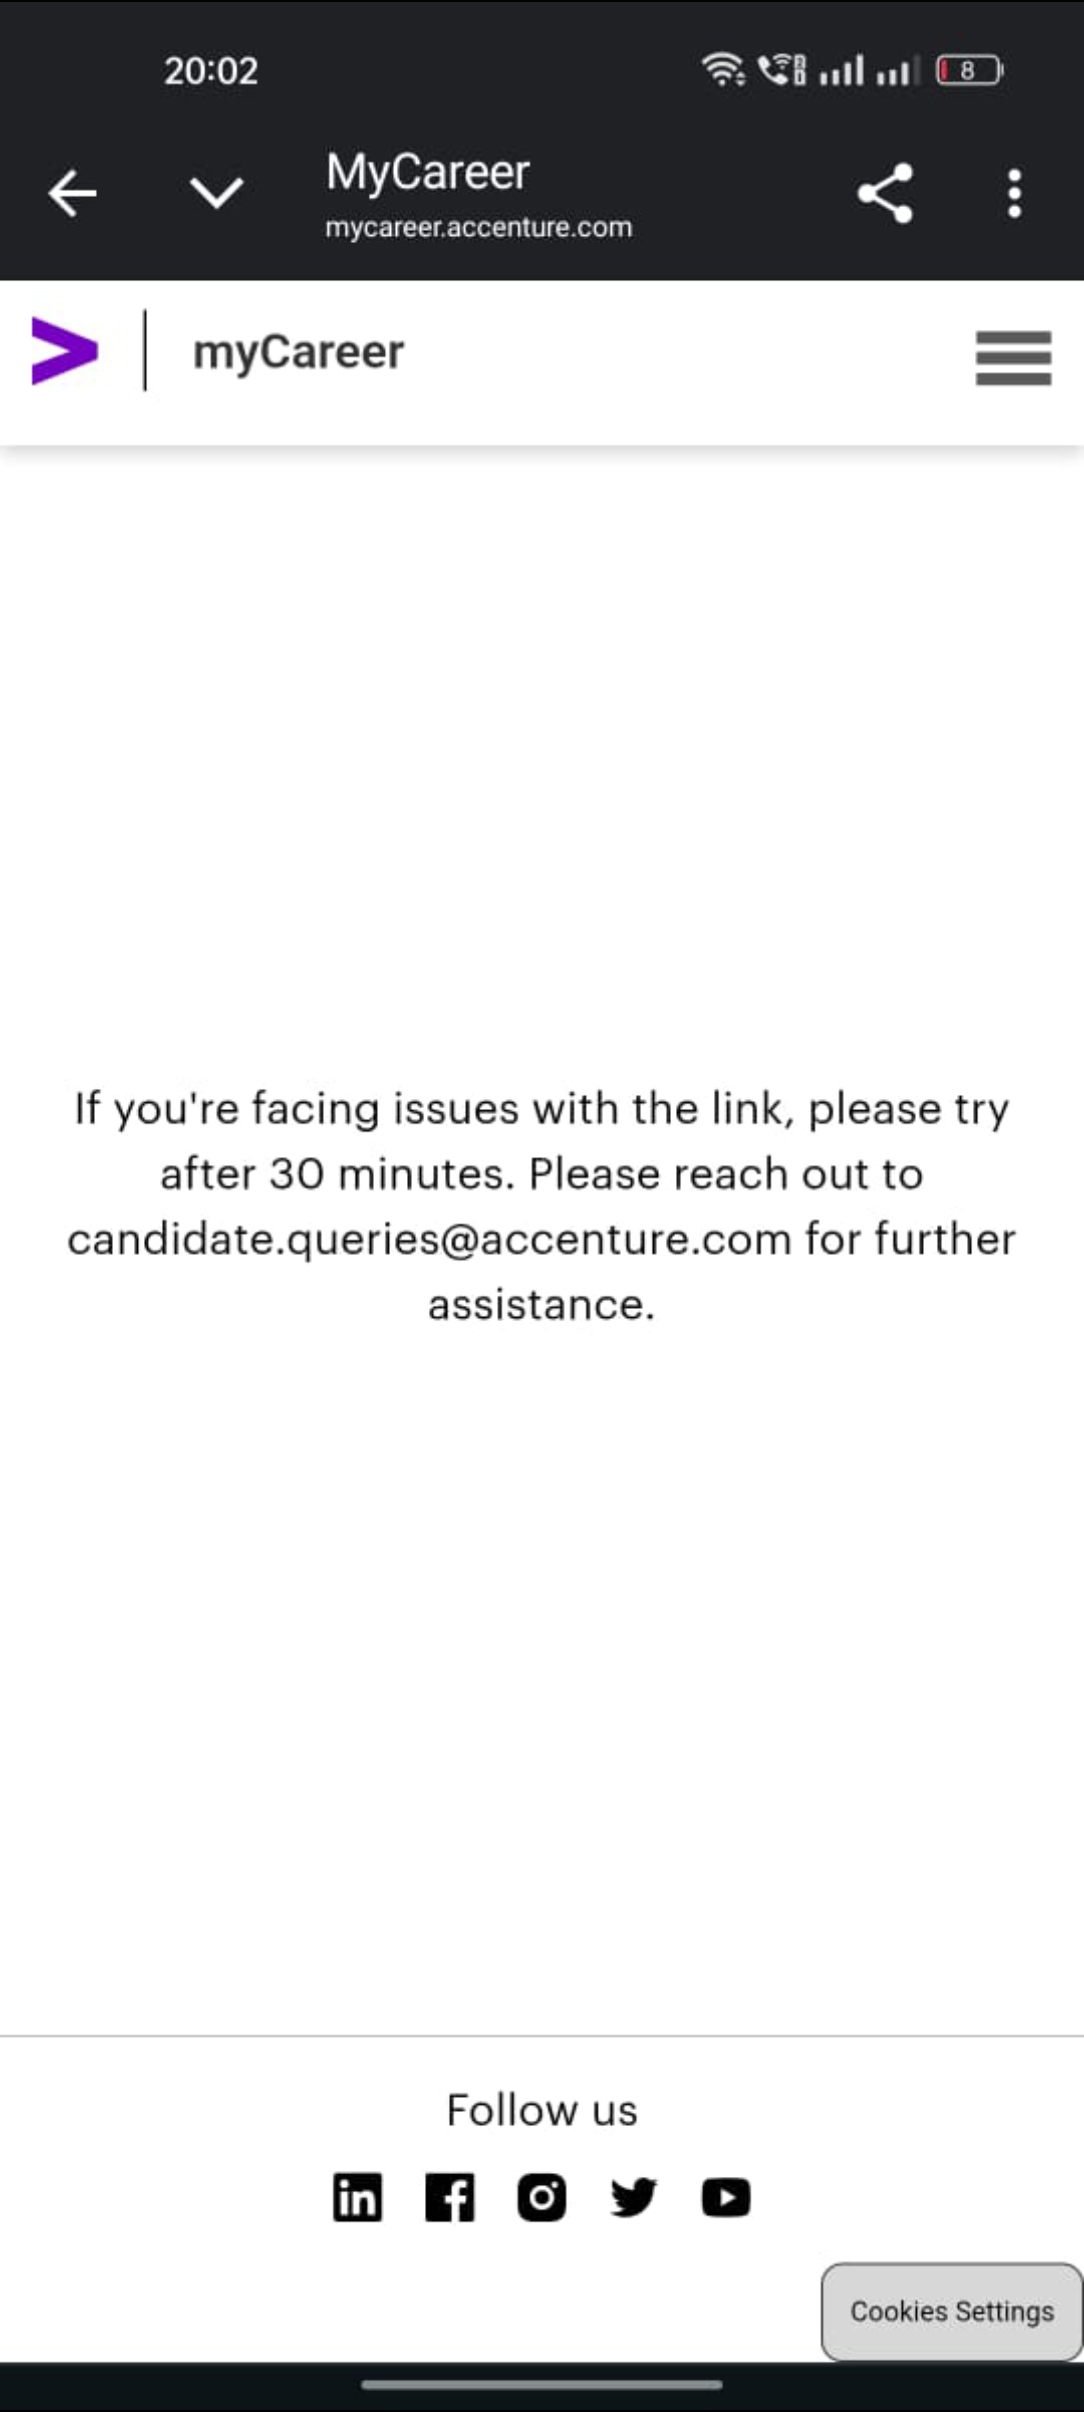 20:02
8
MyCareer
mycareer.accenture.com
myCareer
If you're facing issues with the link, please try
after 30 minutes. Please reach out to
candidate.queries@accenture.com for further
assistance.
Follow us
Cookies Settings